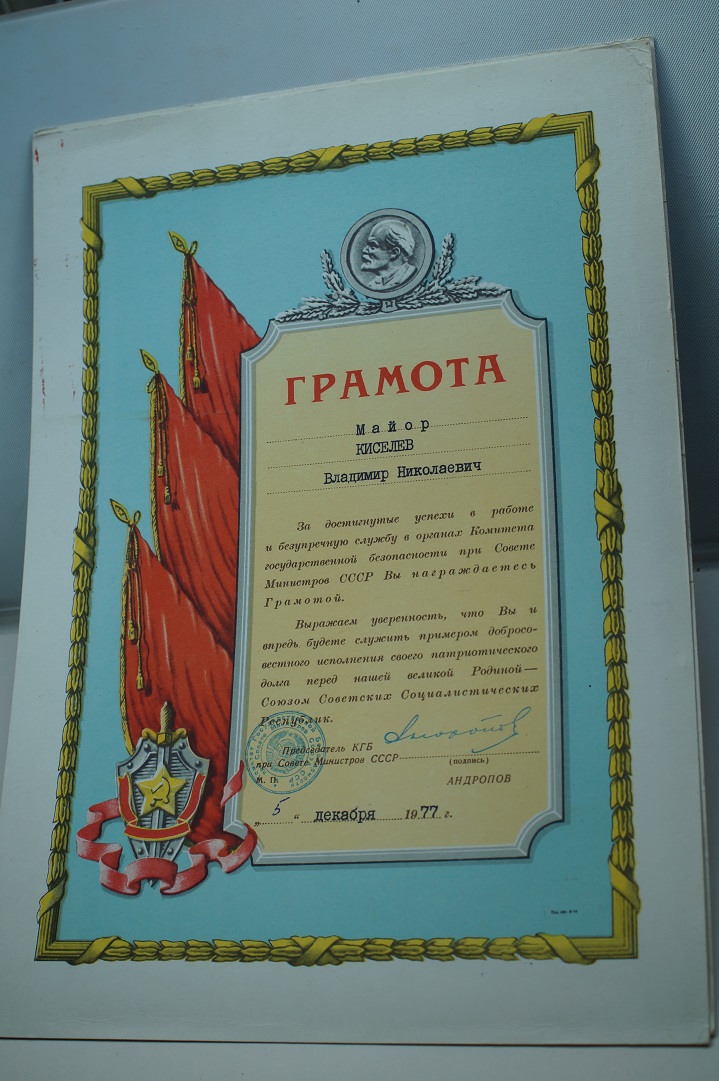 ГРАМОТА
Майор
КИСЕЛЕВ
Владимир Николаевич
За достигнутые успехи в работе
и безупречную службу в органах Комитета
государственной безопасности при Совете
Министров СССР Вы награждаетесь
Грамотой.
Выражаем уверенность, что Вы и
впредь будете служить примером добросо-
вестного исполнения своего патриотического
долга перед нашей великой Родиной—
Союзом Советских Социалистических
Республик.
Председатель КГБ
при Совете Министров СССР
(подпись)
М. П.
АНДРОПОВ
„ 5 “ декабря 1977 г.